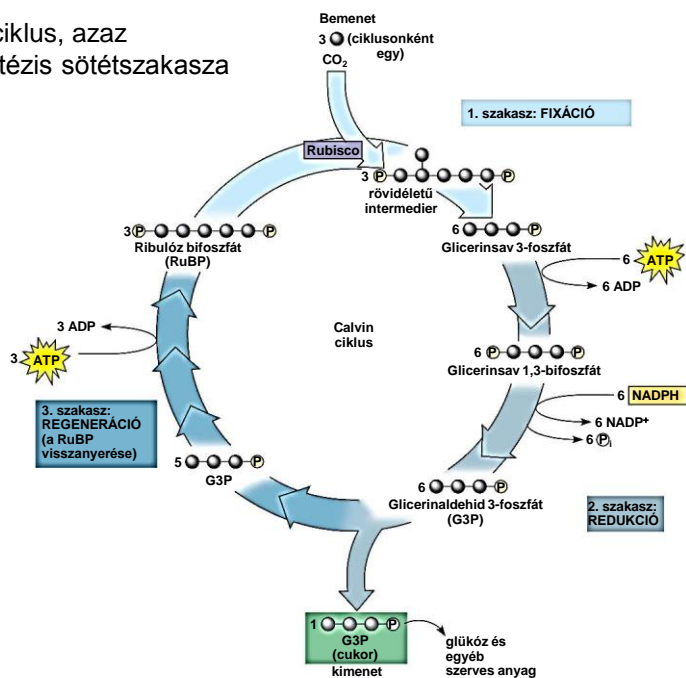 ciklus, azaz
tézis sötétszakasza
Bemenet
3 (ciklusonként
egy)
CO2
1. szakasz: FIXÁCIÓ
Rubisco
3 P P
rövidéletű
intermedier
3 P P
Ribulóz bifoszfát
(RuBP)
6 P
Glicerinsav 3-foszfát
6 ATP
6 ADP
3 ADP
3 ATP
Calvin
ciklus
6 P P
Glicerinsav 1,3-bifoszfát
6 NADPH
6 NADP+
6 Pi
3. szakasz:
REGENERÁCIÓ
(a RuBP
visszanyerése)
5 P
G3P
6 P
Glicerinaldehid 3-foszfát
(G3P)
2. szakasz:
REDUKCIÓ
1 P
G3P
(cukor)
kimenet
glükóz és
egyéb
szerves anyag